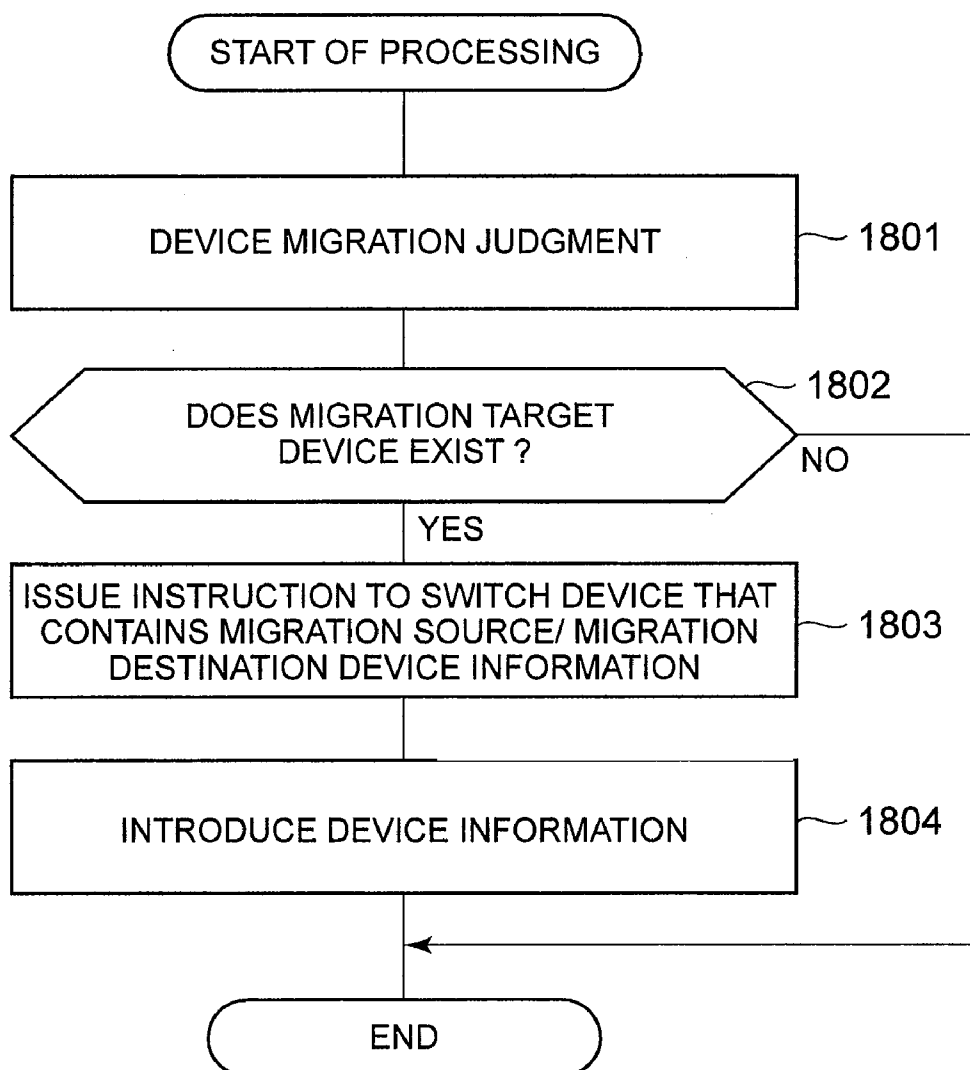 START OF PROCESSING
DEVICE MIGRATION JUDGMENT
1801
DOES MIGRATION TARGET
DEVICE EXIST ?
1802
NO
YES
ISSUE INSTRUCTION TO SWITCH DEVICE THAT
CONTAINS MIGRATION SOURCE/ MIGRATION
DESTINATION DEVICE INFORMATION
1803
INTRODUCE DEVICE INFORMATION
1804
END